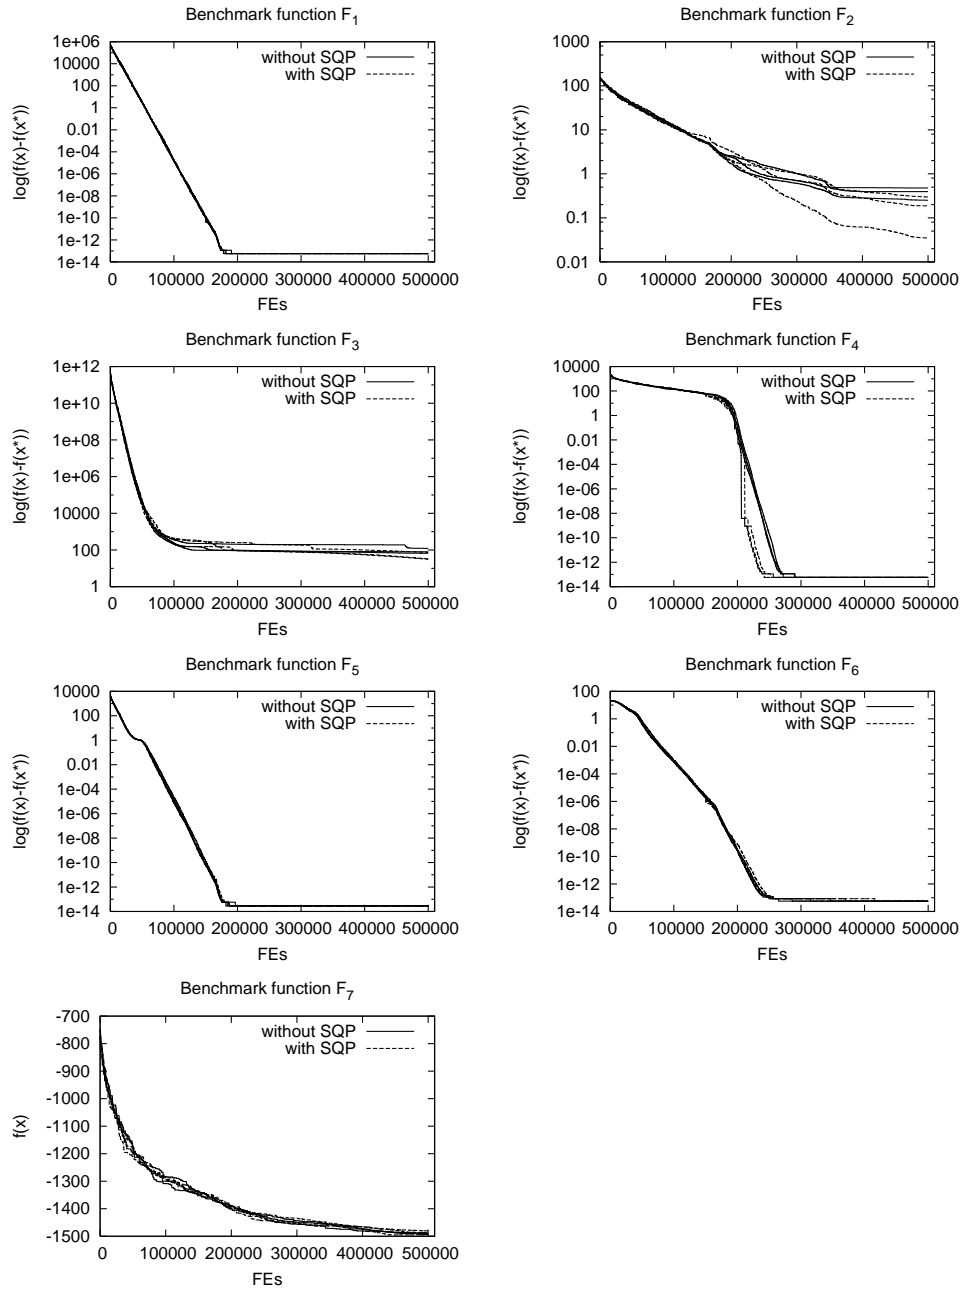 Benchmark function F1
log(f(x)-f(x*))
1e+06
10000
100
1
0.01
1e-04
1e-06
1e-08
1e-10
1e-12
1e-14
without SQP
with SQP
0 100000 200000 300000 400000 500000
FEs
Benchmark function F2
log(f(x)-f(x*))
1000
100
10
1
0.1
0.01
without SQP
with SQP
0 100000 200000 300000 400000 500000
FEs
Benchmark function F3
log(f(x)-f(x*))
1e+12
1e+10
1e+08
1e+06
10000
100
1
without SQP
with SQP
0 100000 200000 300000 400000 500000
FEs
Benchmark function F4
log(f(x)-f(x*))
10000
100
1
0.01
1e-04
1e-06
1e-08
1e-10
1e-12
1e-14
without SQP
with SQP
0 100000 200000 300000 400000 500000
FEs
Benchmark function F5
log(f(x)-f(x*))
10000
100
1
0.01
1e-04
1e-06
1e-08
1e-10
1e-12
1e-14
without SQP
with SQP
0 100000 200000 300000 400000 500000
FEs
Benchmark function F6
log(f(x)-f(x*))
100
1
0.01
1e-04
1e-06
1e-08
1e-10
1e-12
1e-14
without SQP
with SQP
0 100000 200000 300000 400000 500000
FEs
Benchmark function F7
f(x)
-700
-800
-900
-1000
-1100
-1200
-1300
-1400
-1500
without SQP
with SQP
0 100000 200000 300000 400000 500000
FEs